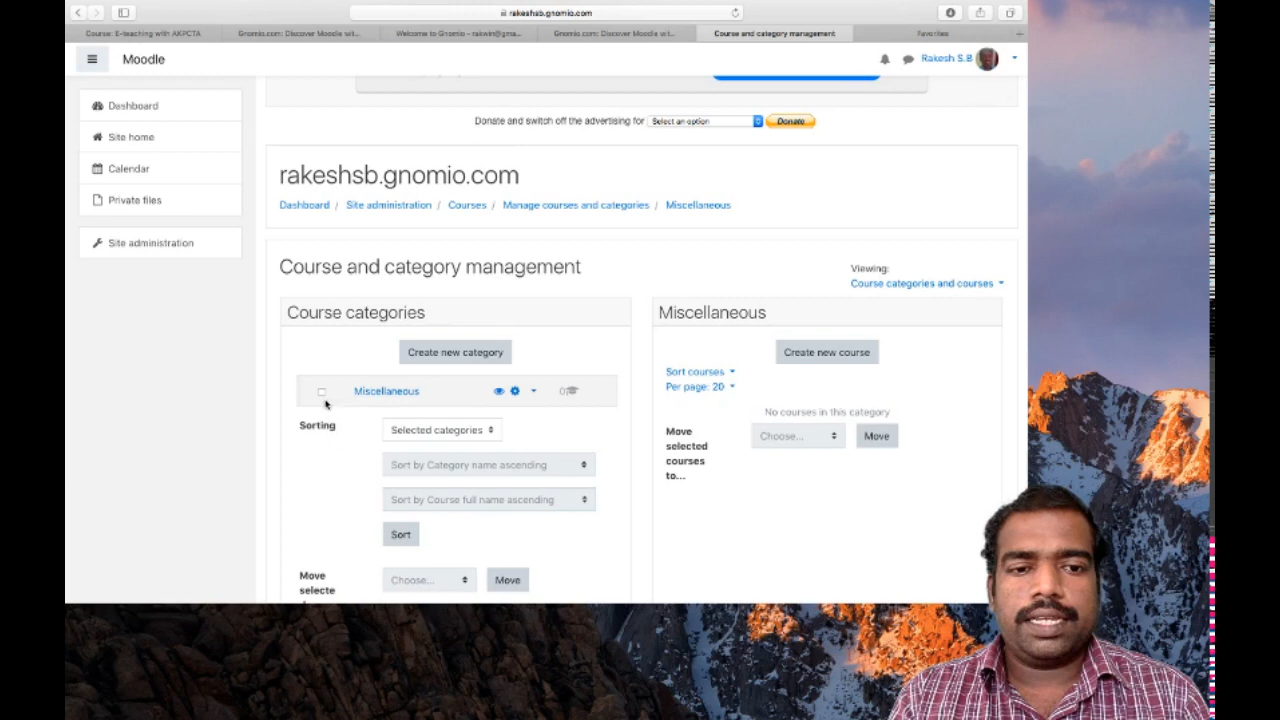 rakeshsb.gnomio.com
Course: E-teaching with AKPCTA
Gnomio.com: Discover Moodle wit...
Welcome to Gnomio - rakwin@gma...
Gnomio.com: Discover Moodle wit...
Course and category management
Favorites
Moodle
Rakesh S.B
Dashboard
Site home
Calendar
Private files
Site administration
Donate and switch off the advertising for Select an option Donate
rakeshsb.gnomio.com
Dashboard / Site administration / Courses / Manage courses and categories / Miscellaneous
Course and category management
Viewing:
Course categories and courses
Course categories
Create new category
Miscellaneous 0
Sorting Selected categories
Sort by Category name ascending
Sort by Course full name ascending
Sort
Move
selecte
Choose... Move
Miscellaneous
Create new course
Sort courses
Per page: 20
No courses in this category
Move
selected
courses
to...
Choose... Move